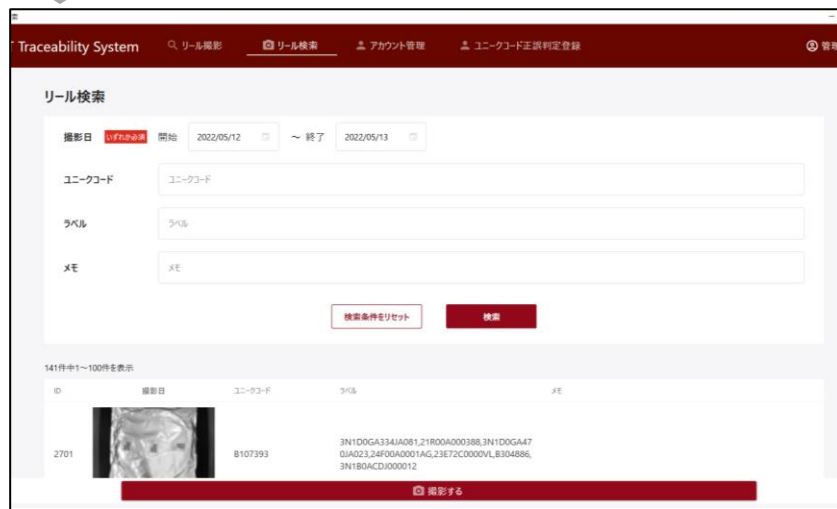 Traceability System
リール撮影
リール検索
アカウント管理
ユニークコード正誤判定登録
リール検索
撮影日 いずれか必須 開始 2022/05/12 ～ 終了 2022/05/13
ユニークコード ユニークコード
ラベル ラベル
メモ メモ
検索条件をリセット 検索
141件中1～100件を表示
ID 撮影日 ユニークコード ラベル メモ
3N1D0GA334JA081,21R00A000388,3N1D0GA47
2701 B107393 0JA023,24F00A0001AG,23E72C0000VL,B304886,
3N1B0ACDJ000012
撮影する